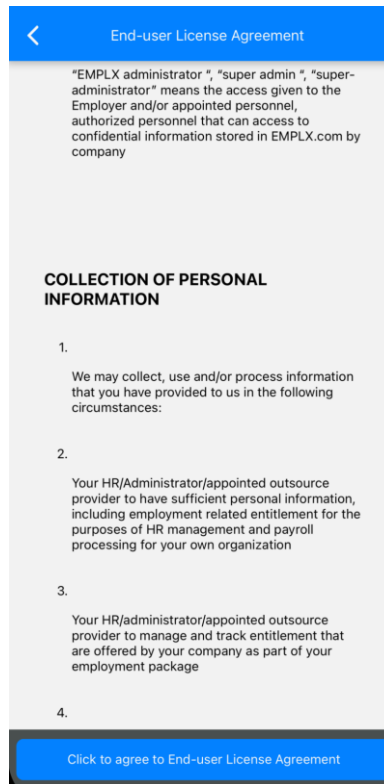 End-user License Agreement
“EMPLX administrator “, “super admin “, “super-
administrator” means the access given to the
Employer and/or appointed personnel,
authorized personnel that can access to
confidential information stored in EMPLX.com by
company
COLLECTION OF PERSONAL
INFORMATION
1.
We may collect, use and/or process information
that you have provided to us in the following
circumstances:
2.
Your HR/Administrator/appointed outsource
provider to have sufficient personal information,
including employment related entitlement for the
purposes of HR management and payroll
processing for your own organization
3.
Your HR/administrator/appointed outsource
provider to manage and track entitlement that
are offered by your company as part of your
employment package
4.
Click to agree to End-user License Agreement